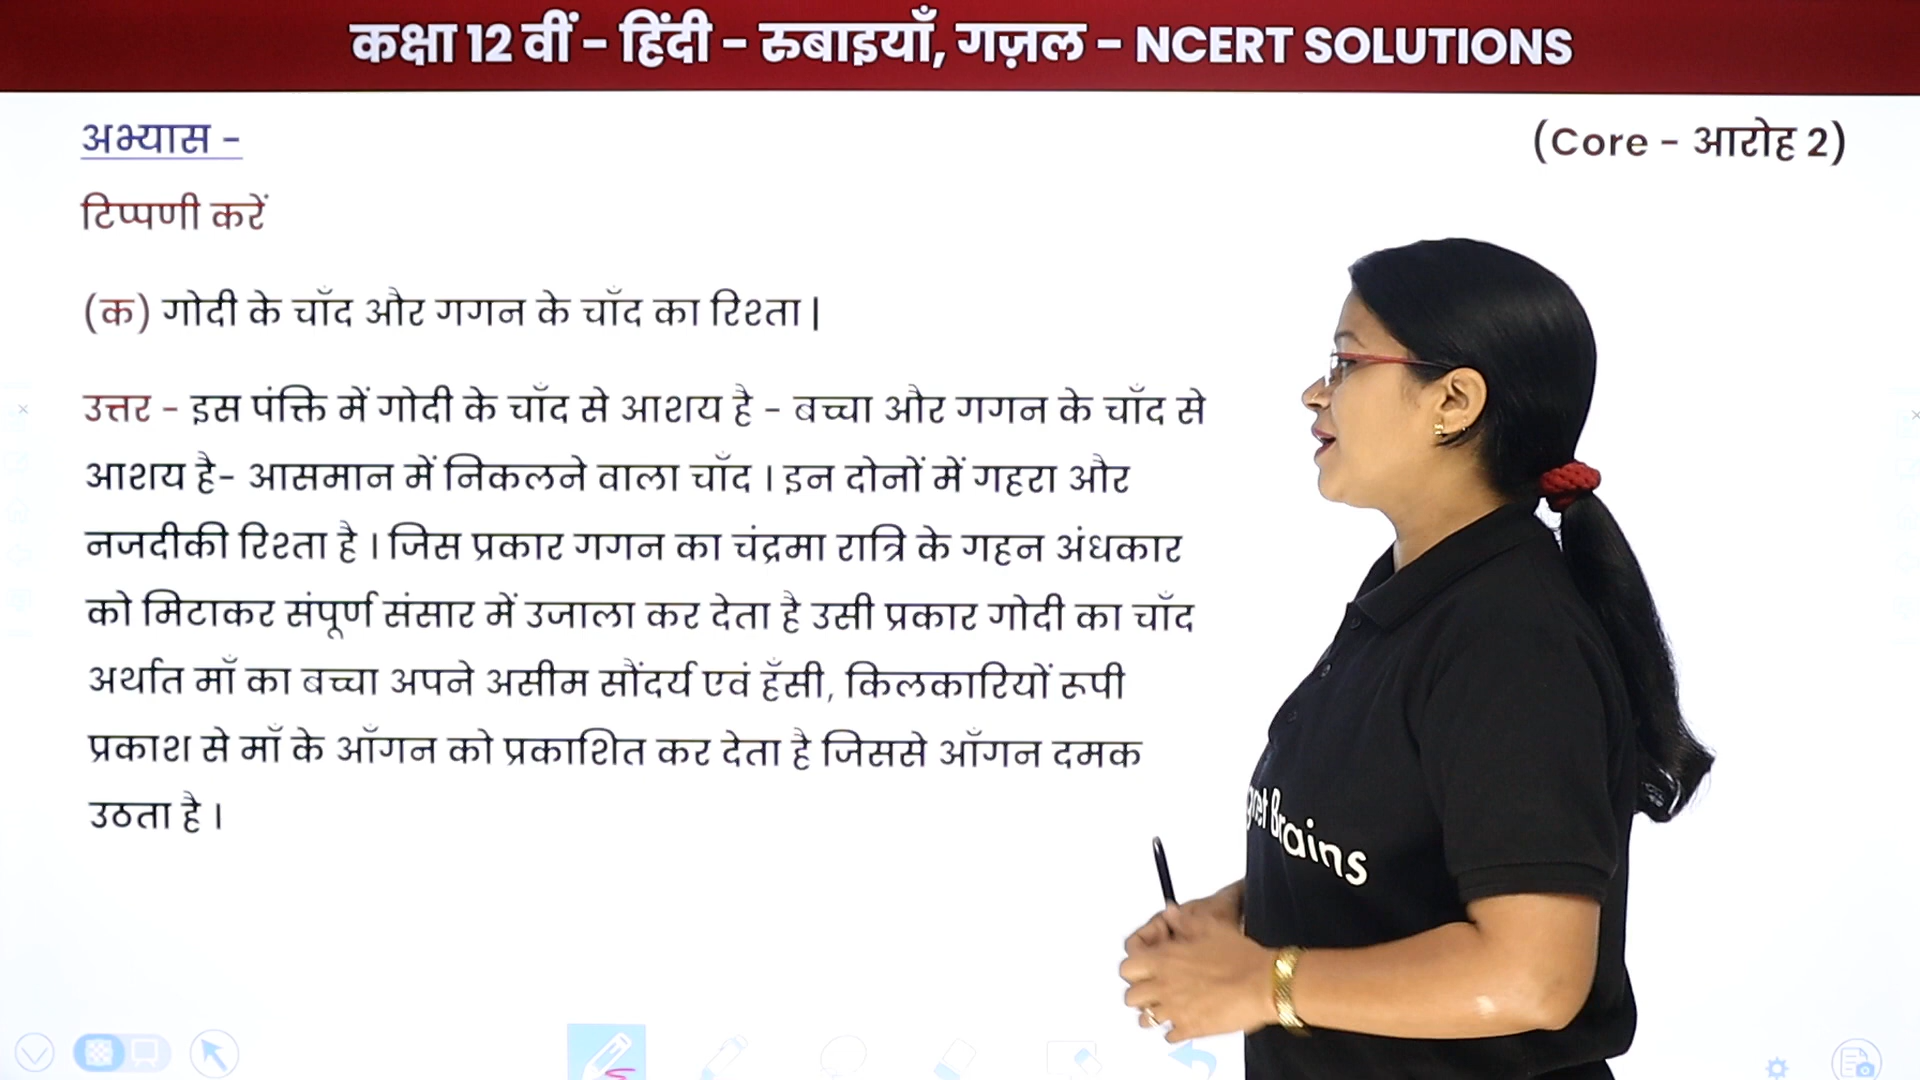 कक्षा 12 वीं - हिंदी - रुबाइयाँ, गज़ल - NCERT SOLUTIONS
अभ्यास -
(Core - आरोह 2)
टिप्पणी करें
(क) गोदी के चाँद और गगन के चाँद का रिश्ता |
उत्तर - इस पंक्ति में गोदी के चाँद से आशय है - बच्चा और गगन के चाँद से
आशय है- आसमान में निकलने वाला चाँद । इन दोनों में गहरा और
नजदीकी रिश्ता है । जिस प्रकार गगन का चंद्रमा रात्रि के गहन अंधकार
को मिटाकर संपूर्ण संसार में उजाला कर देता है उसी प्रकार गोदी का चाँद
अर्थात माँ का बच्चा अपने असीम सौंदर्य एवं हँसी, किलकारियों रूपी
प्रकाश से माँ के आँगन को प्रकाशित कर देता है जिससे आँगन दमक
उठता है ।
Brains